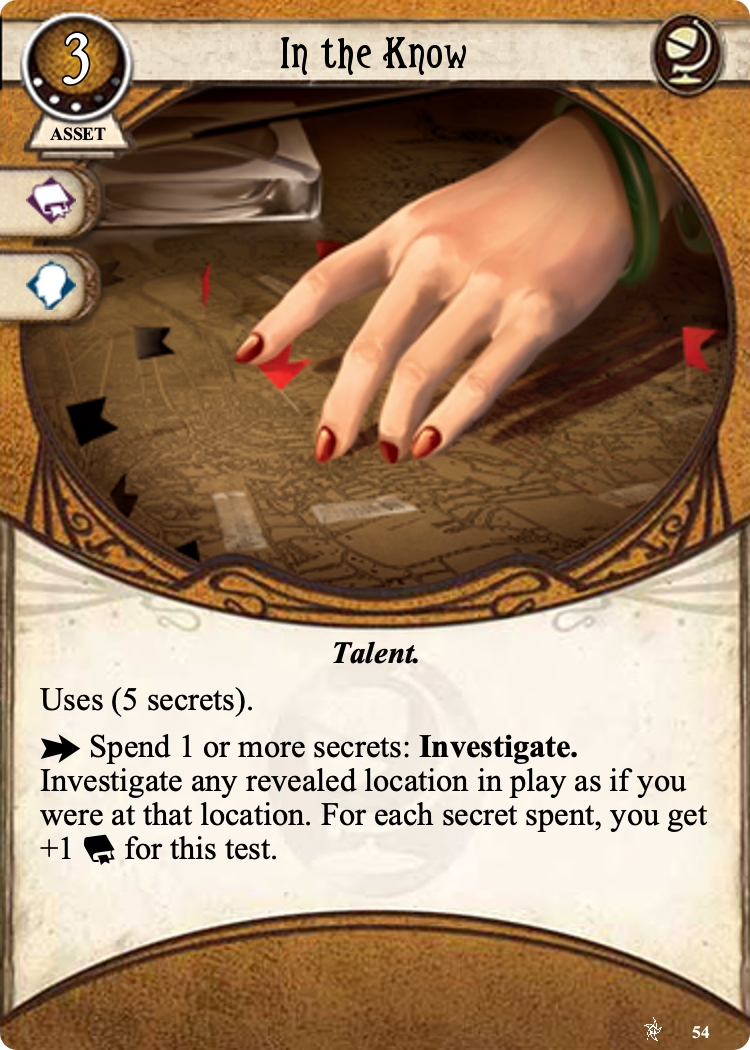 3
In the Know
ASSET
Talent.
Uses (5 secrets).
Spend 1 or more secrets: Investigate.
Investigate any revealed location in play as if you
were at that location. For each secret spent, you get
+1 for this test.
54